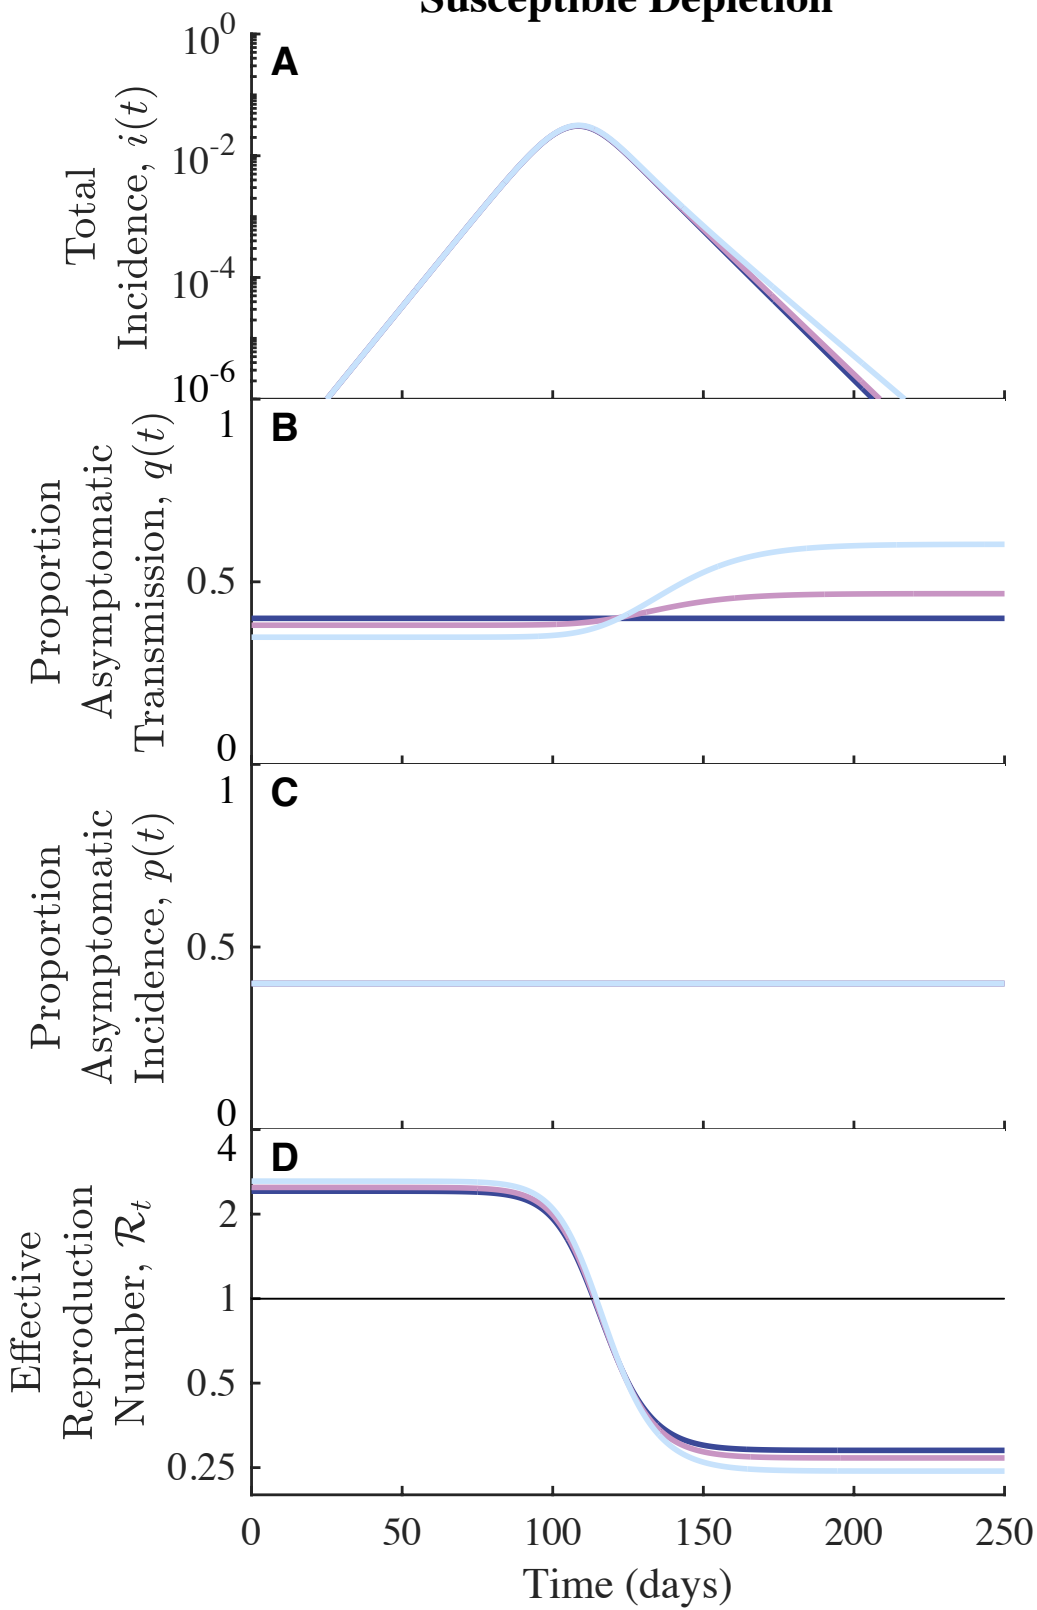 Susceptible Depletion
A
Total
Incidence, i(t)
10^0
10^-2
10^-4
10^-6
B
Proportion
Asymptomatic
Transmission, q(t)
1
0.5
0
C
Proportion
Asymptomatic
Incidence, p(t)
1
0.5
0
D
Effective
Reproduction
Number, ℛ_t
4
2
1
0.5
0.25
0 50 100 150 200 250
Time (days)